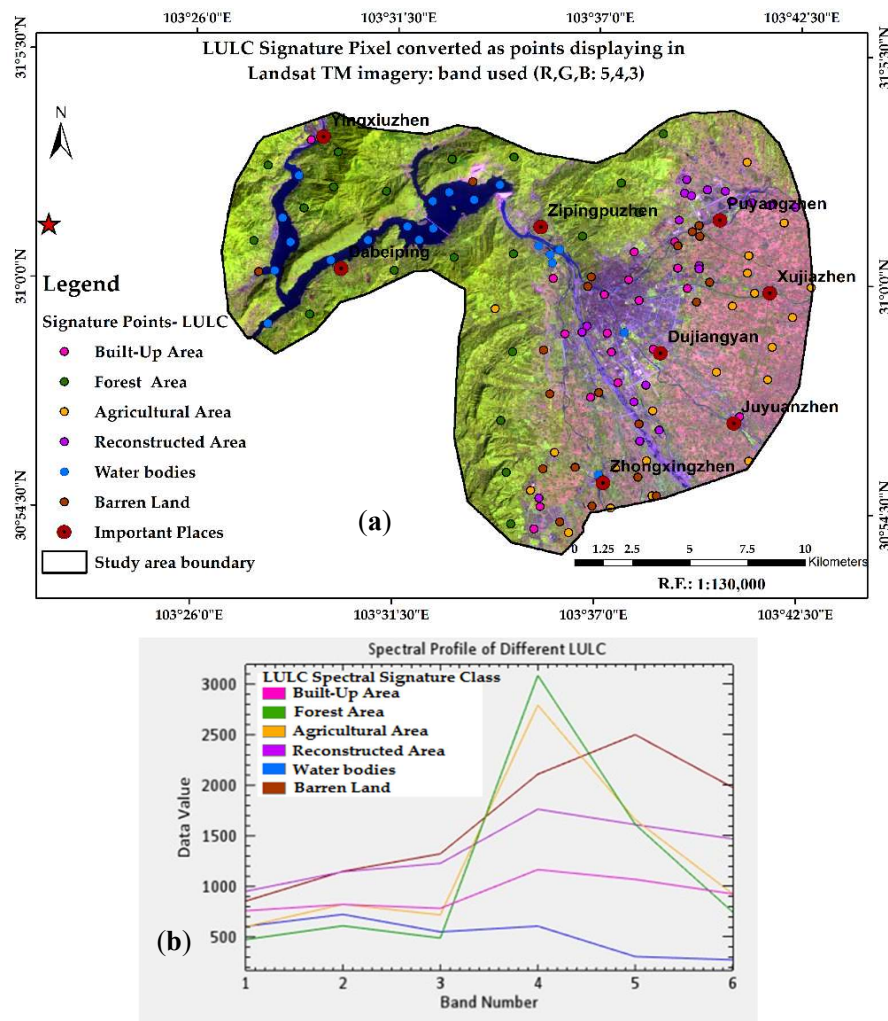 103°26'0"E 103°31'30"E 103°37'0"E 103°42'30"E
31°5'30"N 31°5'30"N
LULC Signature Pixel converted as points displaying in
Landsat TM imagery: band used (R,G,B: 5,4,3)
N
Yingxiuzhen
Zipingpuzhen
Puyangzhen
Dabeiping
31°0'0"N 31°0'0"N
Xujiazhen
Dujiangyan
Juyuanzhen
Zhongxingzhen
Legend
Signature Points- LULC
Built-Up Area
Forest Area
Agricultural Area
Reconstructed Area
Water bodies
Barren Land
Important Places
Study area boundary
30°54'30"N 30°54'30"N
(a)
0 1.25 2.5 5 7.5 10
Kilometers
R.F.: 1:130,000
103°26'0"E 103°31'30"E 103°37'0"E 103°42'30"E
Spectral Profile of Different LULC
LULC Spectral Signature Class
Built-Up Area
Forest Area
Agricultural Area
Reconstructed Area
Water bodies
Barren Land
3000
2500
2000
1500
1000
500
Data Value
(b)
1 2 3 4 5 6
Band Number